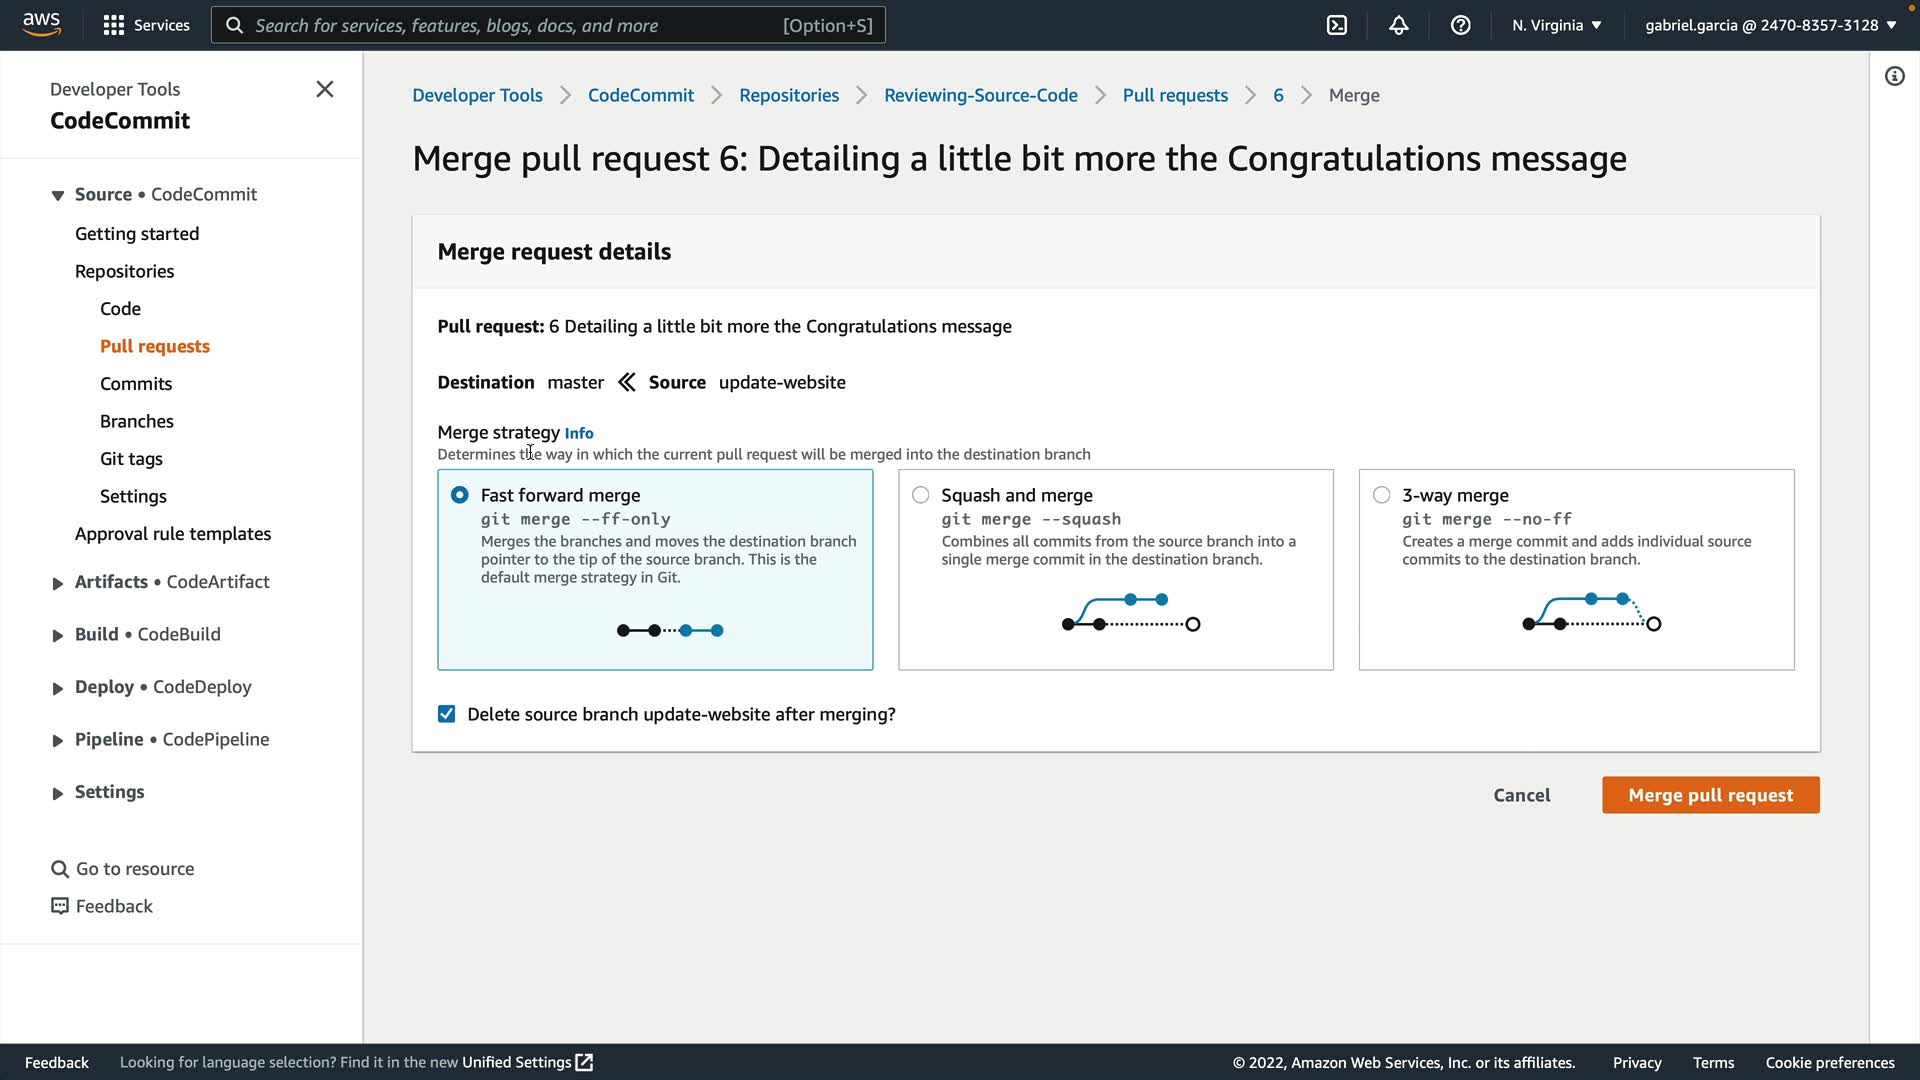 aws
Services
Search for services, features, blogs, docs, and more
[Option+S]
N. Virginia
gabriel.garcia @ 2470-8357-3128
Developer Tools
CodeCommit
Source • CodeCommit
Getting started
Repositories
Code
Pull requests
Commits
Branches
Git tags
Settings
Approval rule templates
Artifacts • CodeArtifact
Build • CodeBuild
Deploy • CodeDeploy
Pipeline • CodePipeline
Settings
Go to resource
Feedback
Developer Tools
CodeCommit
Repositories
Reviewing-Source-Code
Pull requests
6
Merge
Merge pull request 6: Detailing a little bit more the Congratulations message
Merge request details
Pull request: 6 Detailing a little bit more the Congratulations message
Destination master Source update-website
Merge strategy Info
Determines the way in which the current pull request will be merged into the destination branch
Fast forward merge
git merge --ff-only
Merges the branches and moves the destination branch
pointer to the tip of the source branch. This is the
default merge strategy in Git.
Squash and merge
git merge --squash
Combines all commits from the source branch into a
single merge commit in the destination branch.
3-way merge
git merge --no-ff
Creates a merge commit and adds individual source
commits to the destination branch.
Delete source branch update-website after merging?
Cancel
Merge pull request
Feedback
Looking for language selection? Find it in the new Unified Settings
© 2022, Amazon Web Services, Inc. or its affiliates.
Privacy
Terms
Cookie preferences